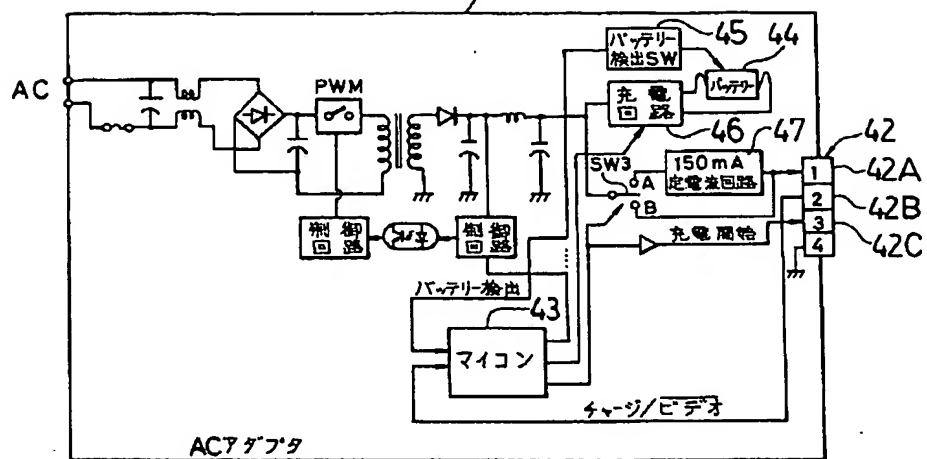 AC
PWM
バッテリー
検出SW
45
44
バッテリー
充電
回路
46
47
42
SW3
A
B
150mA
定電流回路
1
42A
2
42B
3
42C
4
充電開始
制御
回路
制御
回路
バッテリー検出
43
マイコン
チャージ/ビデオ
ACアダプタ